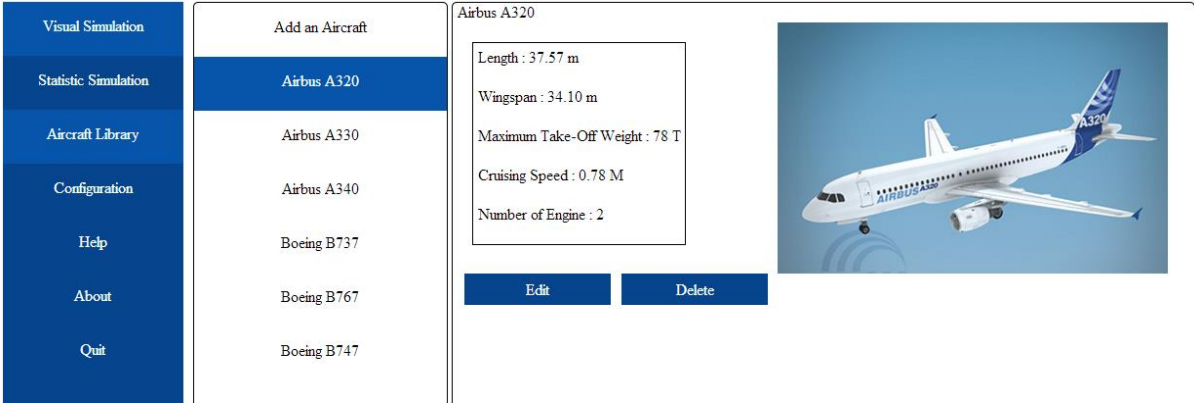 Visual Simulation
Statistic Simulation
Aircraft Library
Configuration
Help
About
Quit
Add an Aircraft
Airbus A320
Airbus A330
Airbus A340
Boeing B737
Boeing B767
Boeing B747
Airbus A320
Length : 37.57 m
Wingspan : 34.10 m
Maximum Take-Off Weight : 78 T
Cruising Speed : 0.78 M
Number of Engine : 2
Edit
Delete
A320
AIRBUS A320